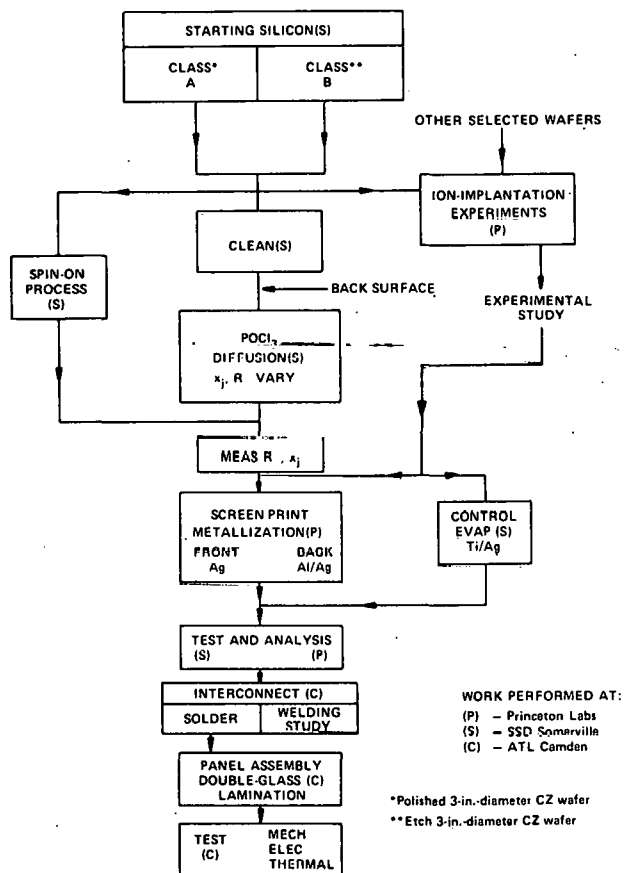 STARTING SILICON(S)
CLASS* CLASS**
A B
OTHER SELECTED WAFERS
ION-IMPLANTATION
EXPERIMENTS
(P)
CLEAN(S)
SPIN-ON
PROCESS
(S)
BACK SURFACE
EXPERIMENTAL
STUDY
POCl3
DIFFUSION(S)
xj, R VARY
MEAS R , xj
SCREEN PRINT
METALLIZATION(P)
FRONT BACK
Ag Al/Ag
CONTROL
EVAP (S)
Ti/Ag
TEST AND ANALYSIS
(S) (P)
INTERCONNECT (C)
SOLDER WELDING
STUDY
PANEL ASSEMBLY
DOUBLE-GLASS (C)
LAMINATION
TEST MECH
(C) ELEC
THERMAL
WORK PERFORMED AT:
(P) – Princeton Labs
(S) – SSD Somerville
(C) – ATL Camden
*Polished 3-in.-diameter CZ wafer
**Etch 3-in.-diameter CZ wafer